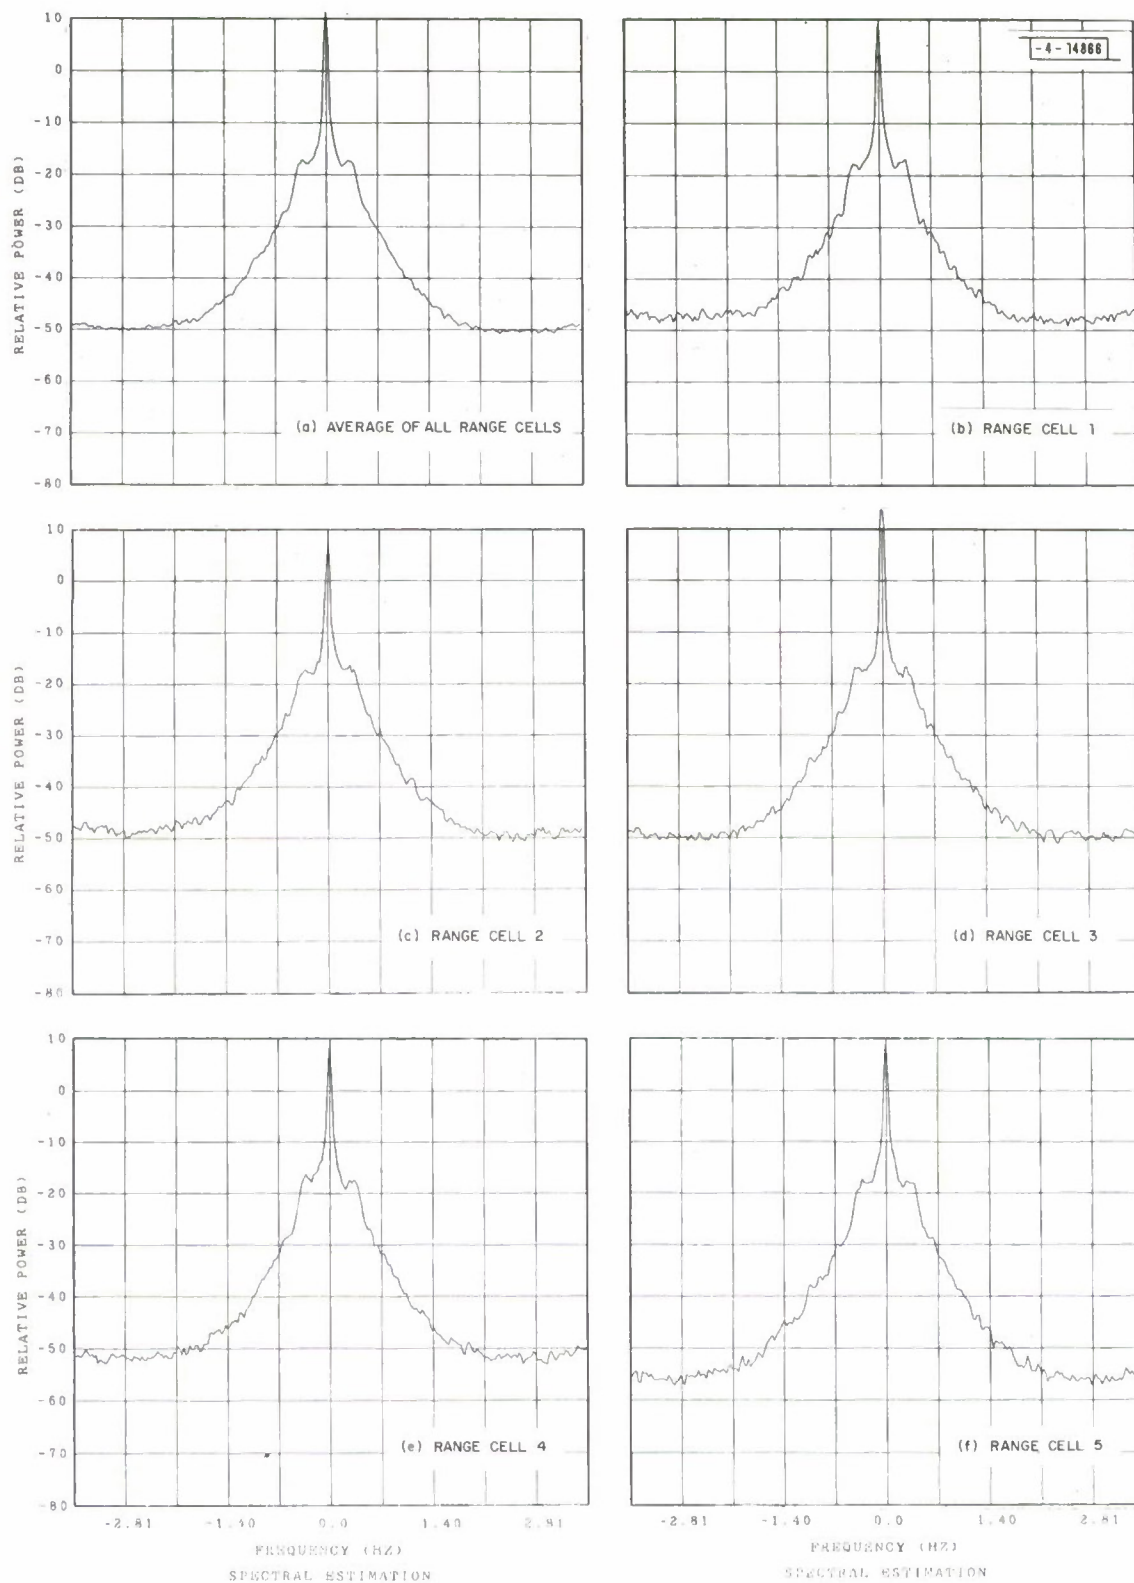 10
0
-10
-20
-30
-40
-50
-60
-70
-80
RELATIVE POWER (DB)
(a) AVERAGE OF ALL RANGE CELLS
-4-14866
(b) RANGE CELL 1
10
0
-10
-20
-30
-40
-50
-60
-70
-80
RELATIVE POWER (DB)
(c) RANGE CELL 2
(d) RANGE CELL 3
10
0
-10
-20
-30
-40
-50
-60
-70
-80
RELATIVE POWER (DB)
(e) RANGE CELL 4
(f) RANGE CELL 5
-2.81 -1.40 0.0 1.40 2.81
FREQUENCY (HZ)
SPECTRAL ESTIMATION
-2.81 -1.40 0.0 1.40 2.81
FREQUENCY (HZ)
SPECTRAL ESTIMATION